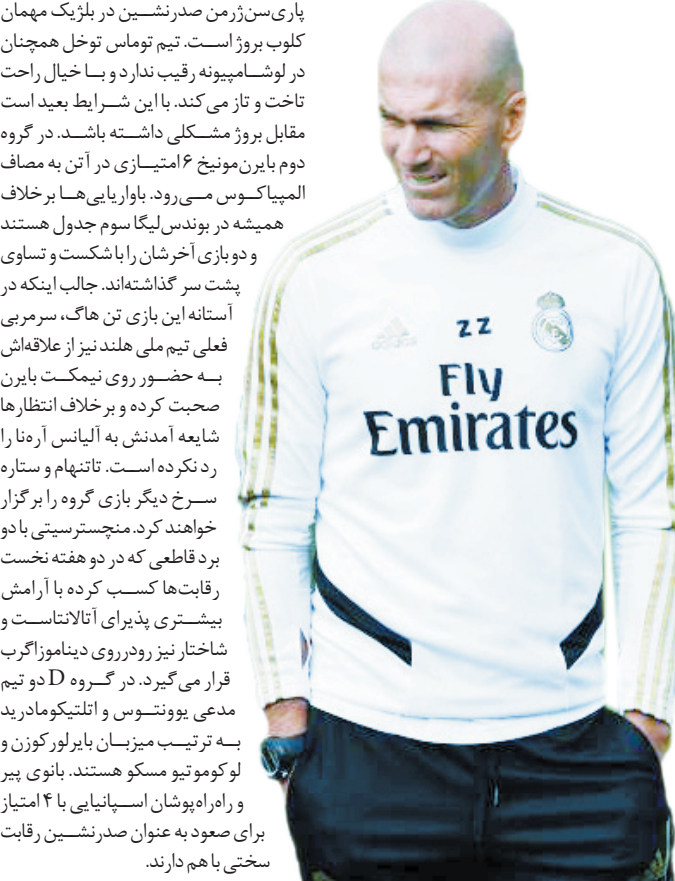 پاری‌سن‌ژرمن صدرنشین در بلژیک مهمان
کلوب بروژ است. تیم توماس توخل همچنان
در لوشامپیونه رقیب ندارد و با خیال راحت
تاخت و تاز می‌کند. با این شرایط بعید است
مقابل بروژ مشکلی داشته باشد. در گروه
دوم بایرن‌مونیخ ۶ امتیازی در آتن به مصاف
المپیاکوس می‌رود. باواریایی‌ها برخلاف
همیشه در بوندس‌لیگا سوم جدول هستند
و دو بازی آخرشان را با شکست و تساوی
پشت سر گذاشته‌اند. جالب اینکه در
آستانه این بازی تن هاگ، سرمربی
فعلی تیم ملی هلند نیز از علاقه‌اش
به حضور روی نیمکت بایرن
صحبت کرده و برخلاف انتظارها
شایعه آمدنش به آلیانس آره‌نا را
رد نکرده است. تاتنهام و ستاره
سرخ دیگر بازی گروه را برگزار
خواهند کرد. منچسترسیتی با دو
برد قاطعی که در دو هفته نخست
رقابت‌ها کسب کرده با آرامش
بیشتری پذیرای آتالانتاست و
شاختار نیز رودرروی دیناموزاگرب
قرار می‌گیرد. در گروه D دو تیم
مدعی یوونتوس و اتلتیکومادرید
به ترتیب میزبان بایرلورکوزن و
لوکوموتیو مسکو هستند. بانوی پیر
و راه‌راه‌پوشان اسپانیایی با ۴ امتیاز
برای صعود به عنوان صدرنشین رقابت
سختی با هم دارند.
adidas
ZZ
Fly
Emirates